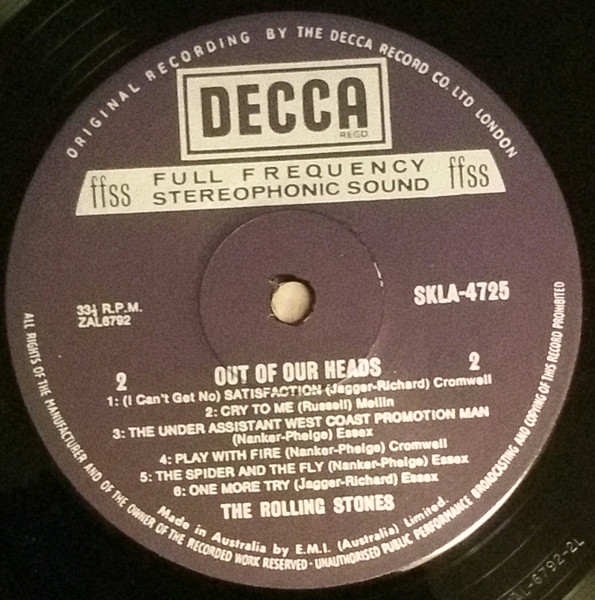 ORIGINAL RECORDING BY THE DECCA RECORD CO. LTD LONDON
DECCA
REGD.
ffss FULL FREQUENCY STEREOPHONIC SOUND ffss
33⅓ R.P.M.
ZAL6792
SKLA-4725
2 OUT OF OUR HEADS 2
1: (I Can't Get No) SATISFACTION (Jagger-Richard) Cromwell
2: CRY TO ME (Russell) Mellin
3: THE UNDER ASSISTANT WEST COAST PROMOTION MAN
(Nanker-Phelge) Essex
4: PLAY WITH FIRE (Nanker-Phelge) Cromwell
5: THE SPIDER AND THE FLY (Nanker-Phelge) Essex
6: ONE MORE TRY (Jagger-Richard) Essex
THE ROLLING STONES
Made in Australia by E.M.I. (Australia) Limited.
ALL RIGHTS OF THE MANUFACTURER AND OF THE OWNER OF THE RECORDED WORK RESERVED - UNAUTHORISED PUBLIC PERFORMANCE BROADCASTING AND COPYING OF THIS RECORD PROHIBITED